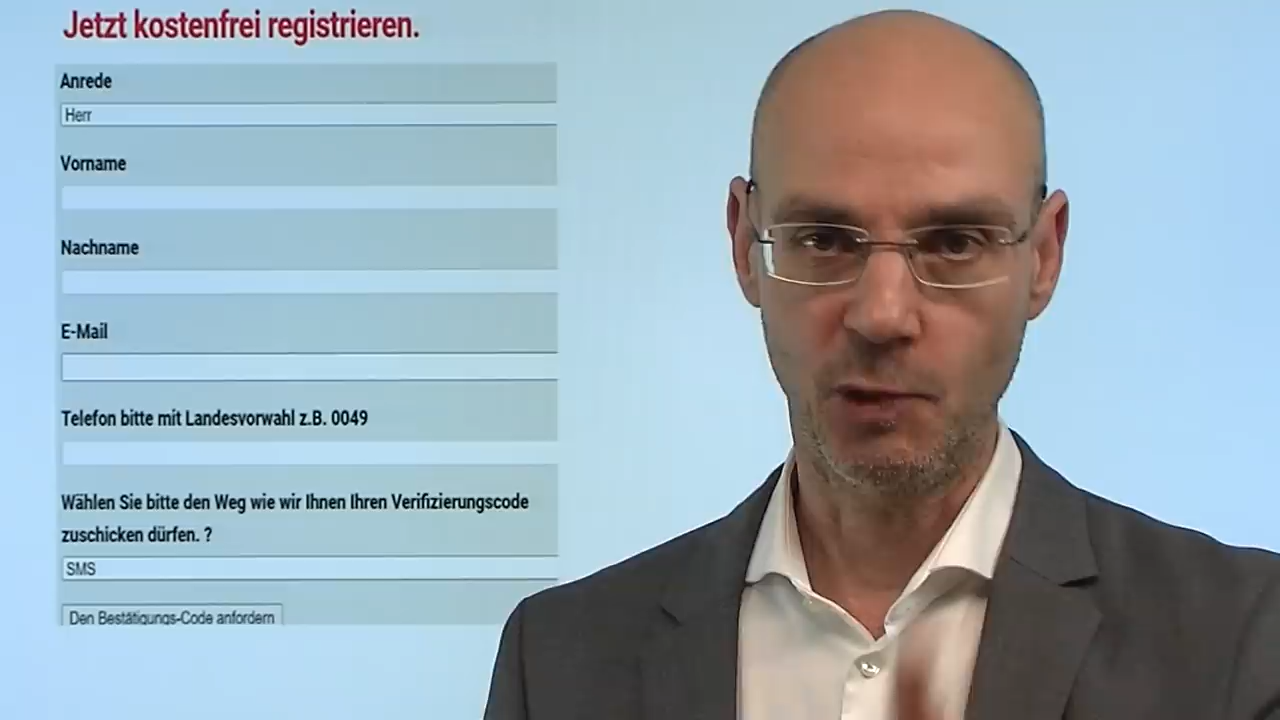 Jetzt kostenfrei registrieren.
Anrede
Herr
Vorname
Nachname
E-Mail
Telefon bitte mit Landesvorwahl z.B. 0049
Wählen Sie bitte den Weg wie wir Ihnen Ihren Verifizierungscode
zuschicken dürfen. ?
SMS
Den Bestätigungs-Code anfordern